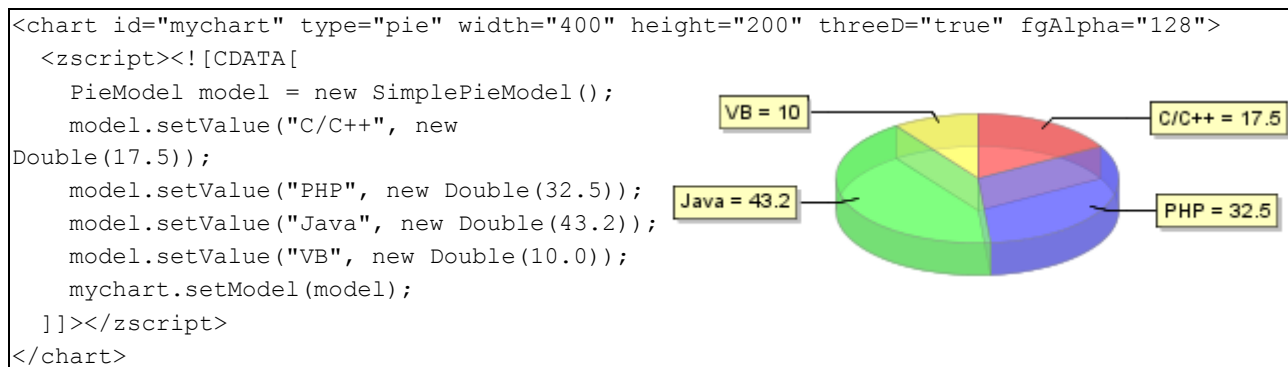 <chart id="mychart" type="pie" width="400" height="200" threeD="true" fgAlpha="128">
  <zscript><![CDATA[
    PieModel model = new SimplePieModel();
    model.setValue("C/C++", new
Double(17.5));
    model.setValue("PHP", new Double(32.5));
    model.setValue("Java", new Double(43.2));
    model.setValue("VB", new Double(10.0));
    mychart.setModel(model);
  ]]></zscript>
</chart>
VB = 10
C/C++ = 17.5
Java = 43.2
PHP = 32.5